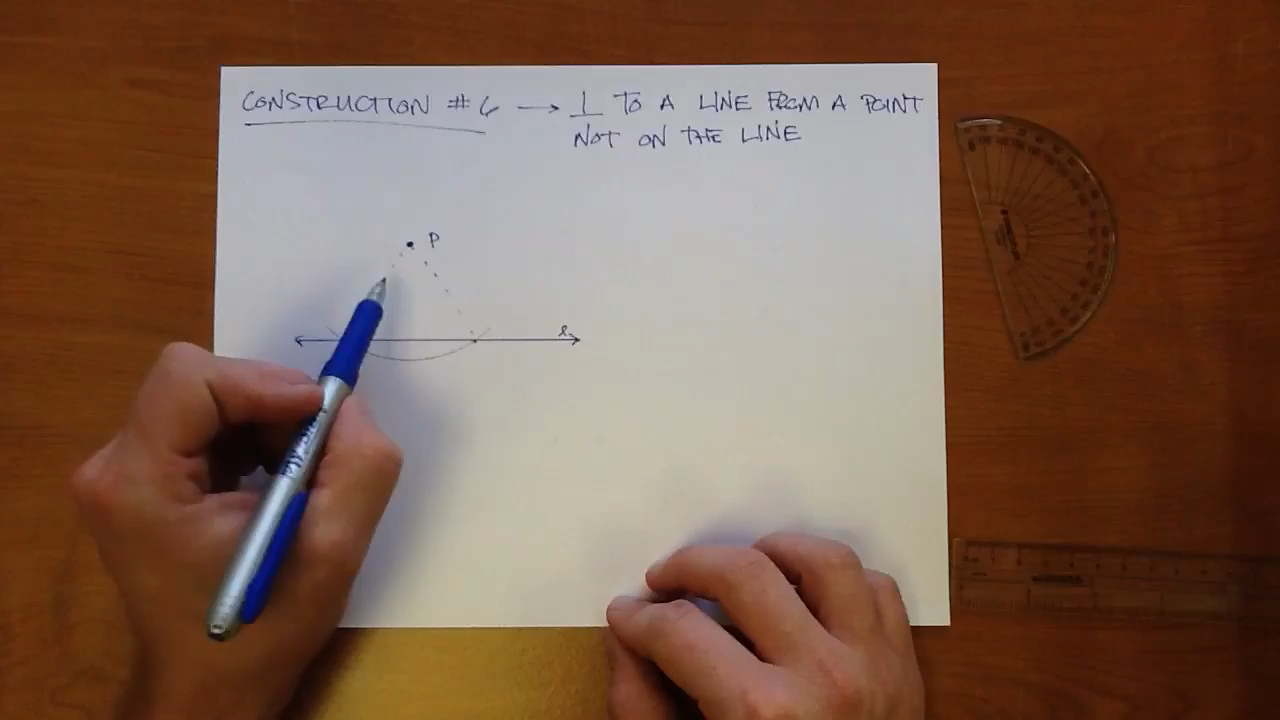 CONSTRUCTION #6 → ⊥ TO A LINE FROM A POINT
NOT ON THE LINE
P
ℓ